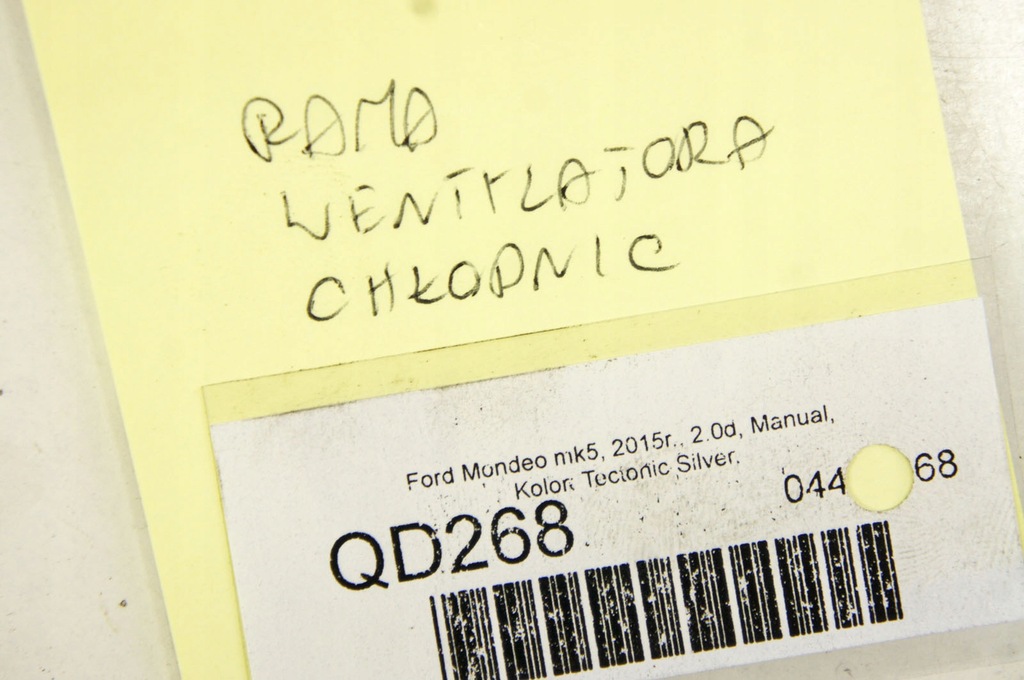 RAMA
WENTYLATORA
CHŁODNIC
Ford Mondeo mk5, 2015r., 2.0d, Manual,
Kolor: Tectonic Silver.
044 68
QD268